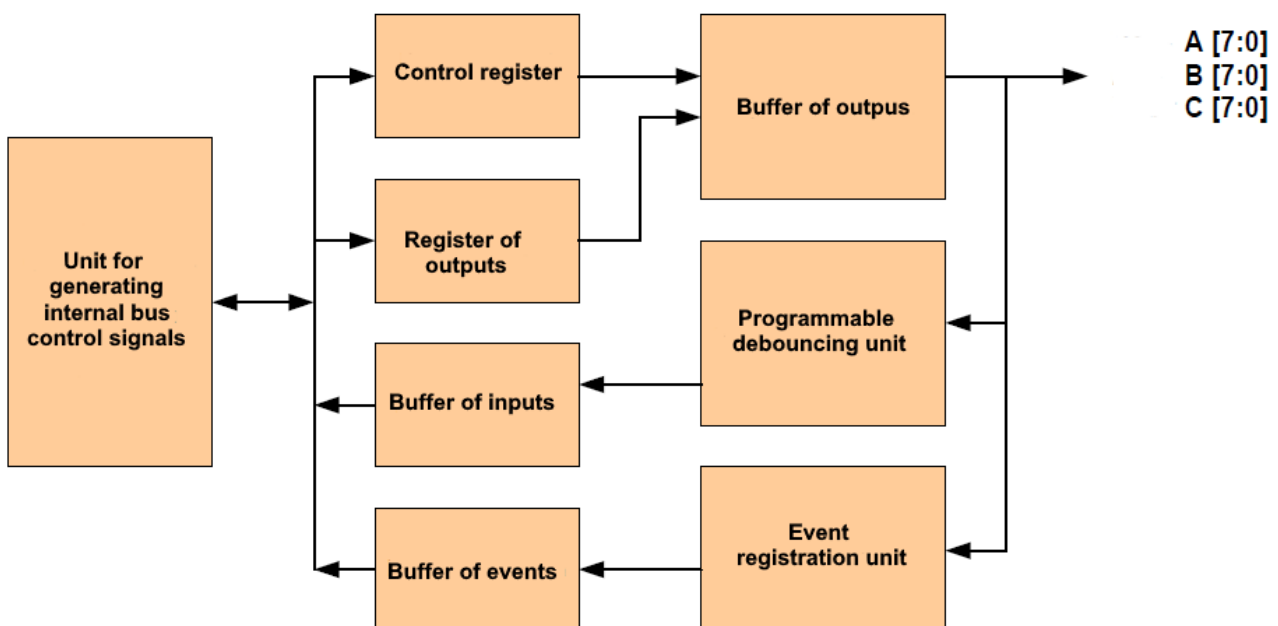 Control register
Buffer of outpus
A [7:0]
B [7:0]
C [7:0]
Unit for
generating
internal bus
control signals
Register of
outputs
Programmable
debouncing unit
Buffer of inputs
Event
registration unit
Buffer of events